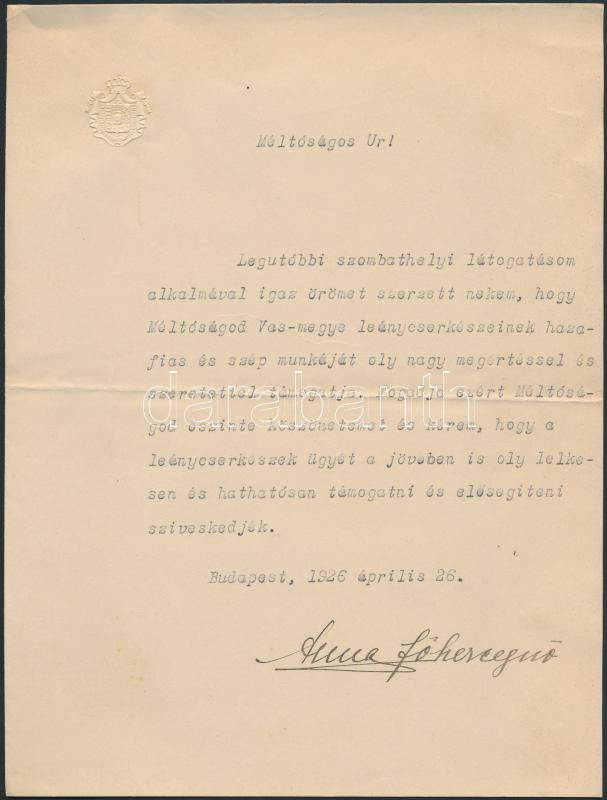 Méltóságos Ur!
Legutóbbi szombathelyi látogatásom
alkalmával igaz örömet szerzett nekem, hogy
Méltóságod Vas-megye leánycserkészeinek haza-
fias és szép munkáját oly nagy megértéssel és
szeretettel támogatja. Fogadja ezért Méltósá-
god őszinte köszönetemet és kérem, hogy a
leánycserkészek ügyét a jövőben is oly lelke-
sen és hathatósan támogatni és elősegiteni
sziveskedjék.
Budapest, 1926 április 26.
Anna főhercegnő
darabanth